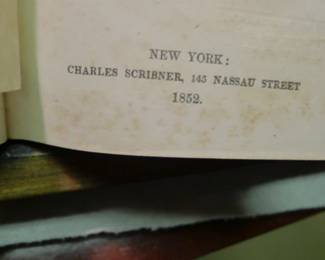 NEW YORK:
CHARLES SCRIBNER, 145 NASSAU STREET
1852.